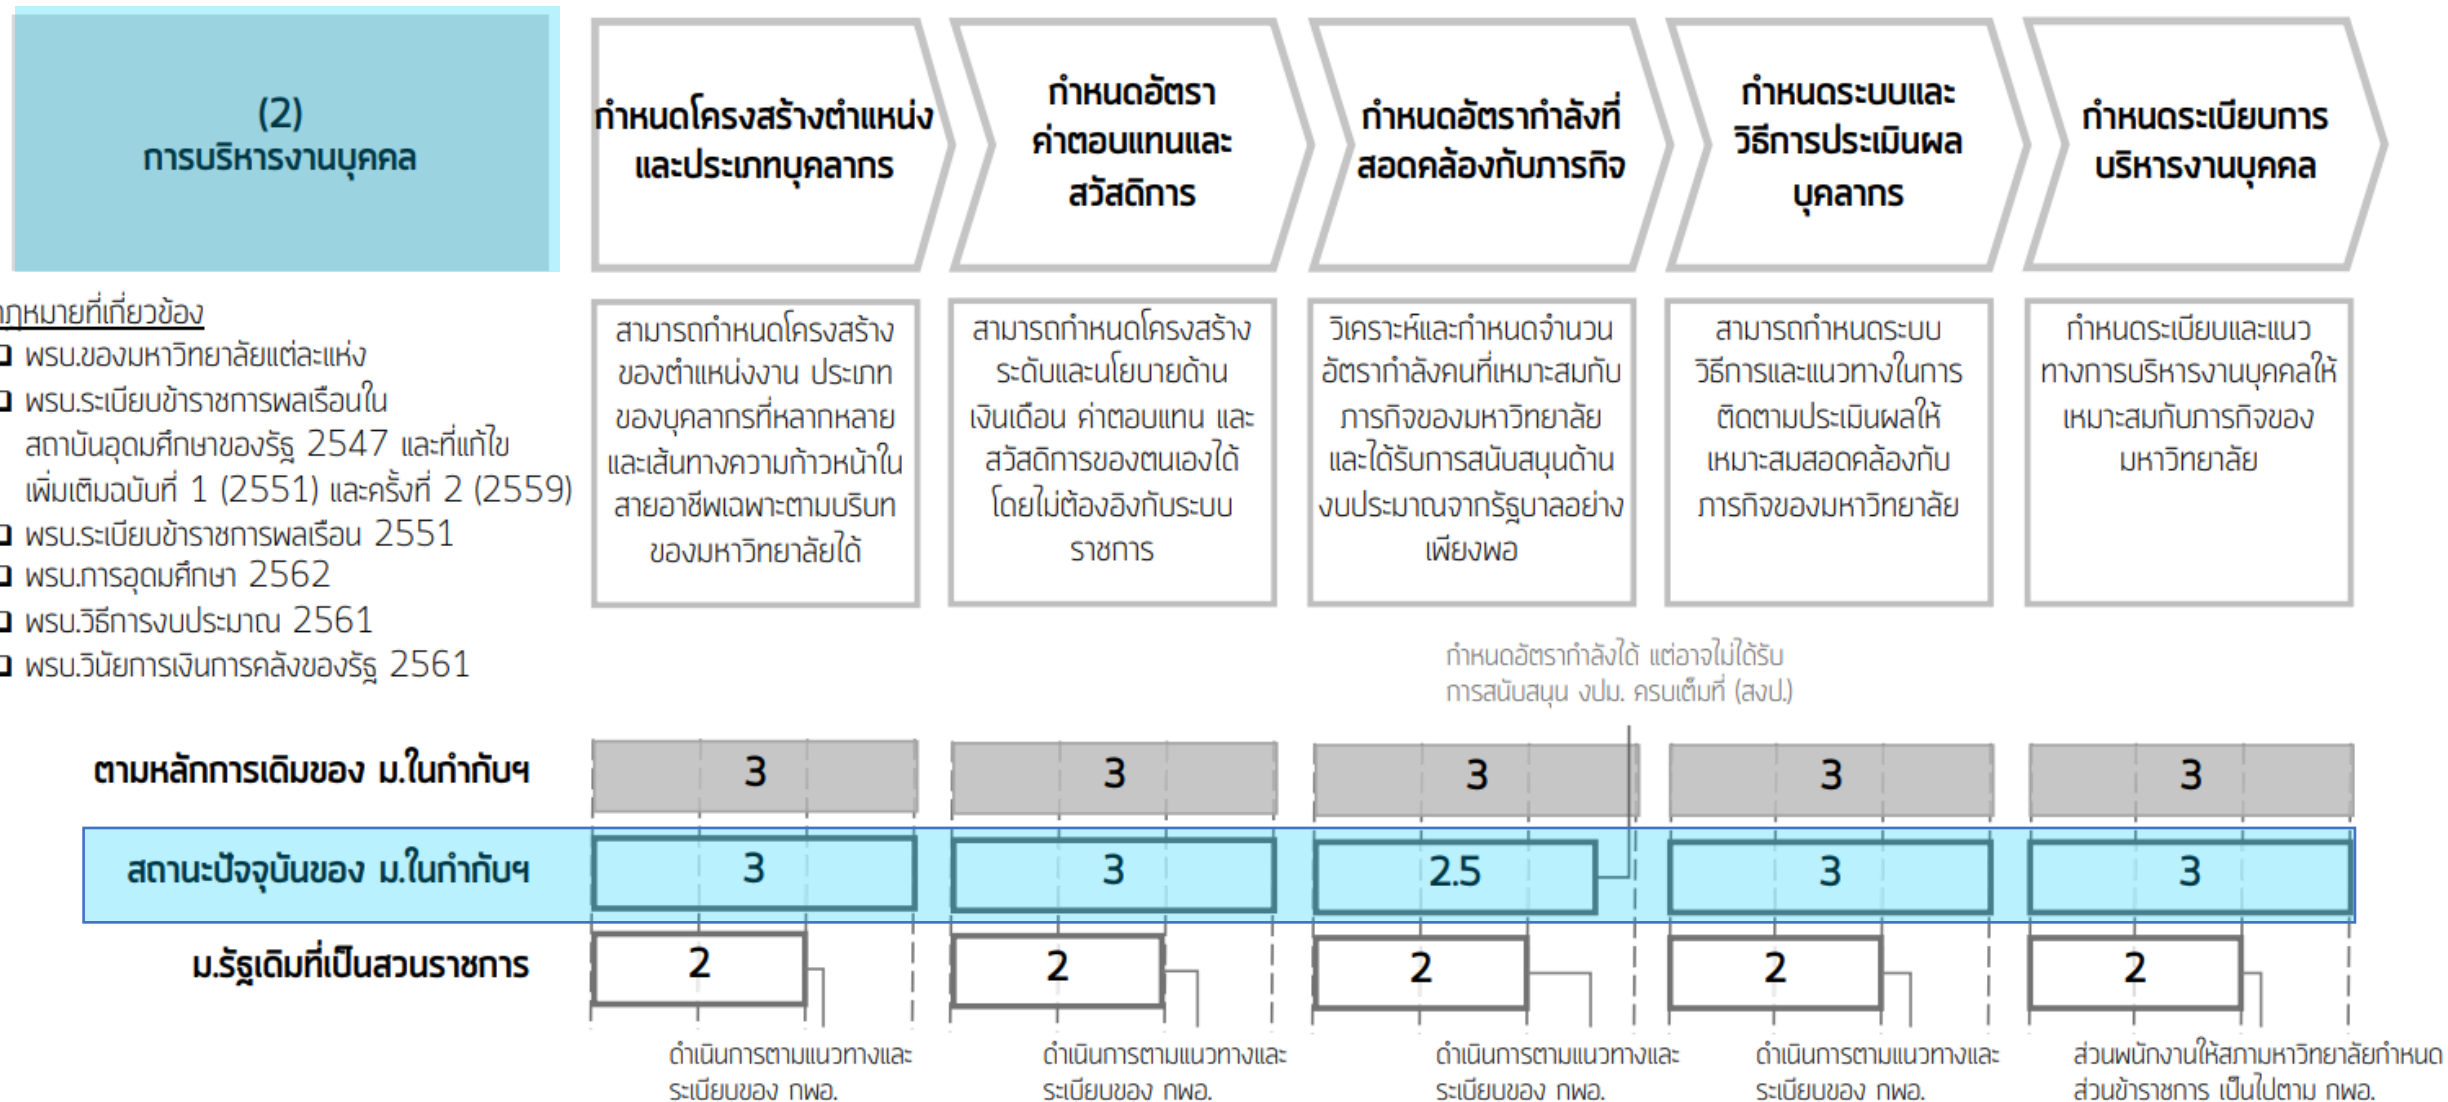 (2)
การบริหารงานบุคคล
กำหนดโครงสร้างตำแหน่ง
และประเภทบุคลากร
กำหนดอัตรา
ค่าตอบแทนและ
สวัสดิการ
กำหนดอัตรากำลังที่
สอดคล้องกับภารกิจ
กำหนดระบบและ
วิธีการประเมินผล
บุคลากร
กำหนดระเบียบการ
บริหารงานบุคคล
กฎหมายที่เกี่ยวข้อง
พรบ.ของมหาวิทยาลัยแต่ละแห่ง
พรบ.ระเบียบข้าราชการพลเรือนใน
สถาบันอุดมศึกษาของรัฐ 2547 และที่แก้ไข
เพิ่มเติมฉบับที่ 1 (2551) และครั้งที่ 2 (2559)
พรบ.ระเบียบข้าราชการพลเรือน 2551
พรบ.การอุดมศึกษา 2562
พรบ.วิธีการงบประมาณ 2561
พรบ.วินัยการเงินการคลังของรัฐ 2561
สามารถกำหนดโครงสร้าง
ของตำแหน่งงาน ประเภท
ของบุคลากรที่หลากหลาย
และเส้นทางความก้าวหน้าใน
สายอาชีพเฉพาะตามบริบท
ของมหาวิทยาลัยได้
สามารถกำหนดโครงสร้าง
ระดับและนโยบายด้าน
เงินเดือน ค่าตอบแทน และ
สวัสดิการของตนเองได้
โดยไม่ต้องอิงกับระบบ
ราชการ
วิเคราะห์และกำหนดจำนวน
อัตรากำลังคนที่เหมาะสมกับ
ภารกิจของมหาวิทยาลัย
และได้รับการสนับสนุนด้าน
งบประมาณจากรัฐบาลอย่าง
เพียงพอ
สามารถกำหนดระบบ
วิธีการและแนวทางในการ
ติดตามประเมินผลให้
เหมาะสมสอดคล้องกับ
ภารกิจของมหาวิทยาลัย
กำหนดระเบียบและแนว
ทางการบริหารงานบุคคลให้
เหมาะสมกับภารกิจของ
มหาวิทยาลัย
กำหนดอัตรากำลังได้ แต่อาจไม่ได้รับ
การสนับสนุน งปม. ครบเต็มที่ (สงป.)
ตามหลักการเดิมของ ม.ในกำกับฯ
3
3
3
3
3
สถานะปัจจุบันของ ม.ในกำกับฯ
3
3
2.5
3
3
ม.รัฐเดิมที่เป็นสวนราชการ
2
2
2
2
2
ดำเนินการตามแนวทางและ
ระเบียบของ กพอ.
ดำเนินการตามแนวทางและ
ระเบียบของ กพอ.
ดำเนินการตามแนวทางและ
ระเบียบของ กพอ.
ดำเนินการตามแนวทางและ
ระเบียบของ กพอ.
ส่วนพนักงานให้สภามหาวิทยาลัยกำหนด
ส่วนข้าราชการ เป็นไปตาม กพอ.